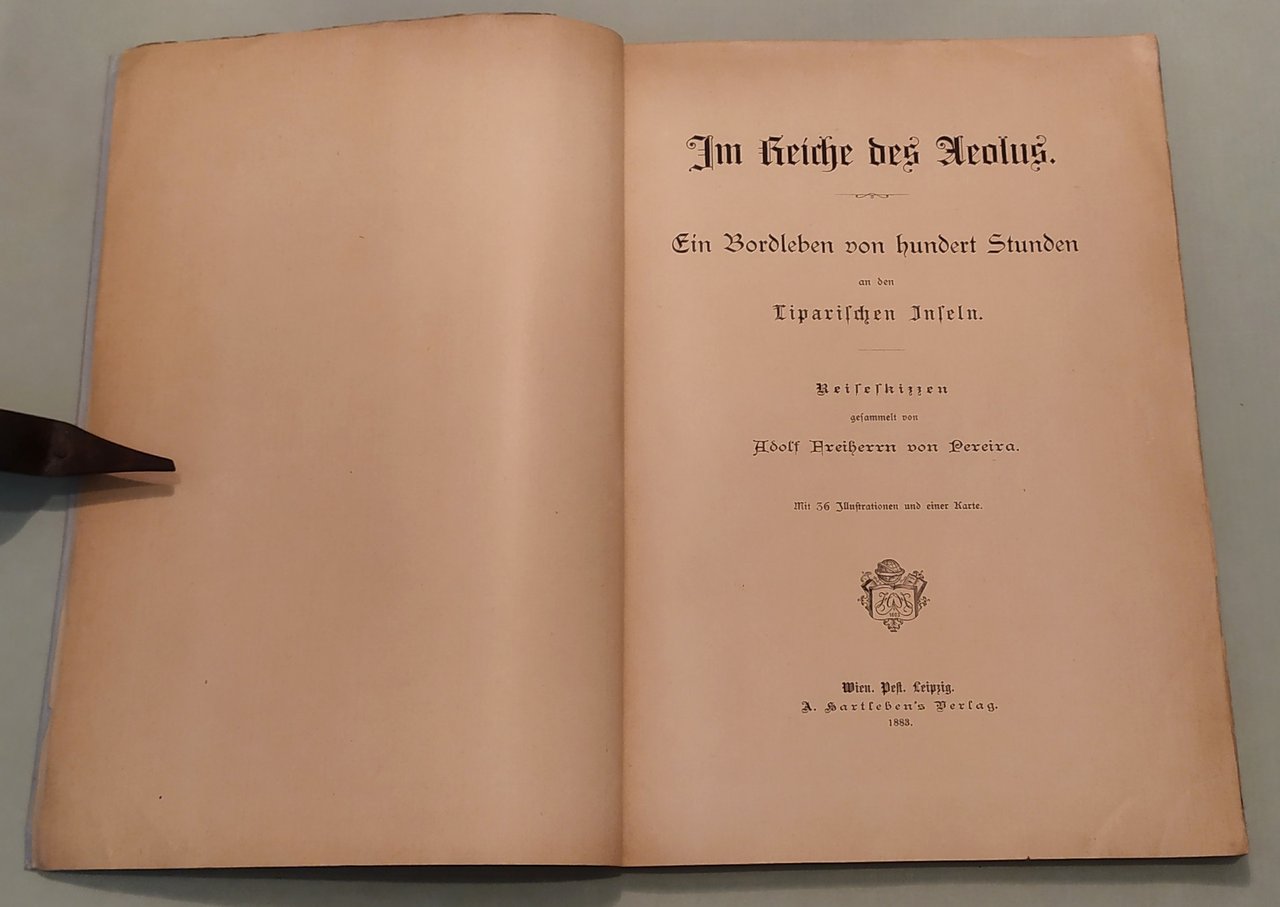 Im Reiche des Aeolus.
Ein Bordleben von hundert Stunden
an den
Liparischen Inseln.
Reiseskizzen
gesammelt von
Adolf Freiherrn von Pereira.
Mit 36 Illustrationen und einer Karte.
Wien. Pest. Leipzig.
A. Hartleben's Verlag.
1883.